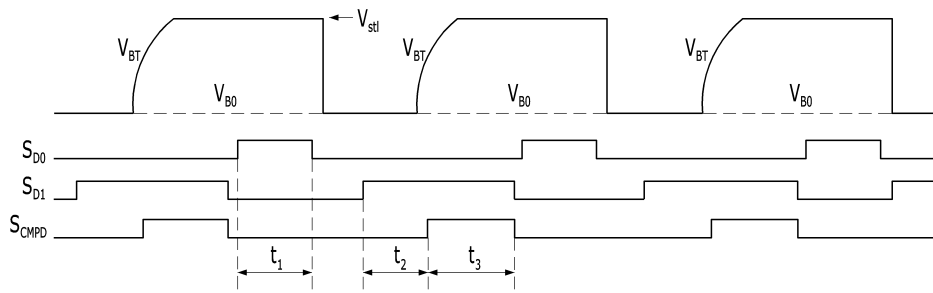 V_stl
V_BT V_BT V_BT
V_B0 V_B0 V_B0
S_D0
S_D1
S_CMPD
t_1 t_2 t_3